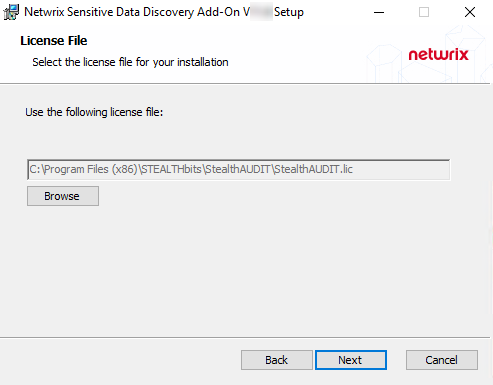 Netwrix Sensitive Data Discovery Add-On V Setup
License File
Select the license file for your installation
netwrix
Use the following license file:
C:\Program Files (x86)\STEALTHbits\StealthAUDIT\StealthAUDIT.lic
Browse
Back
Next
Cancel